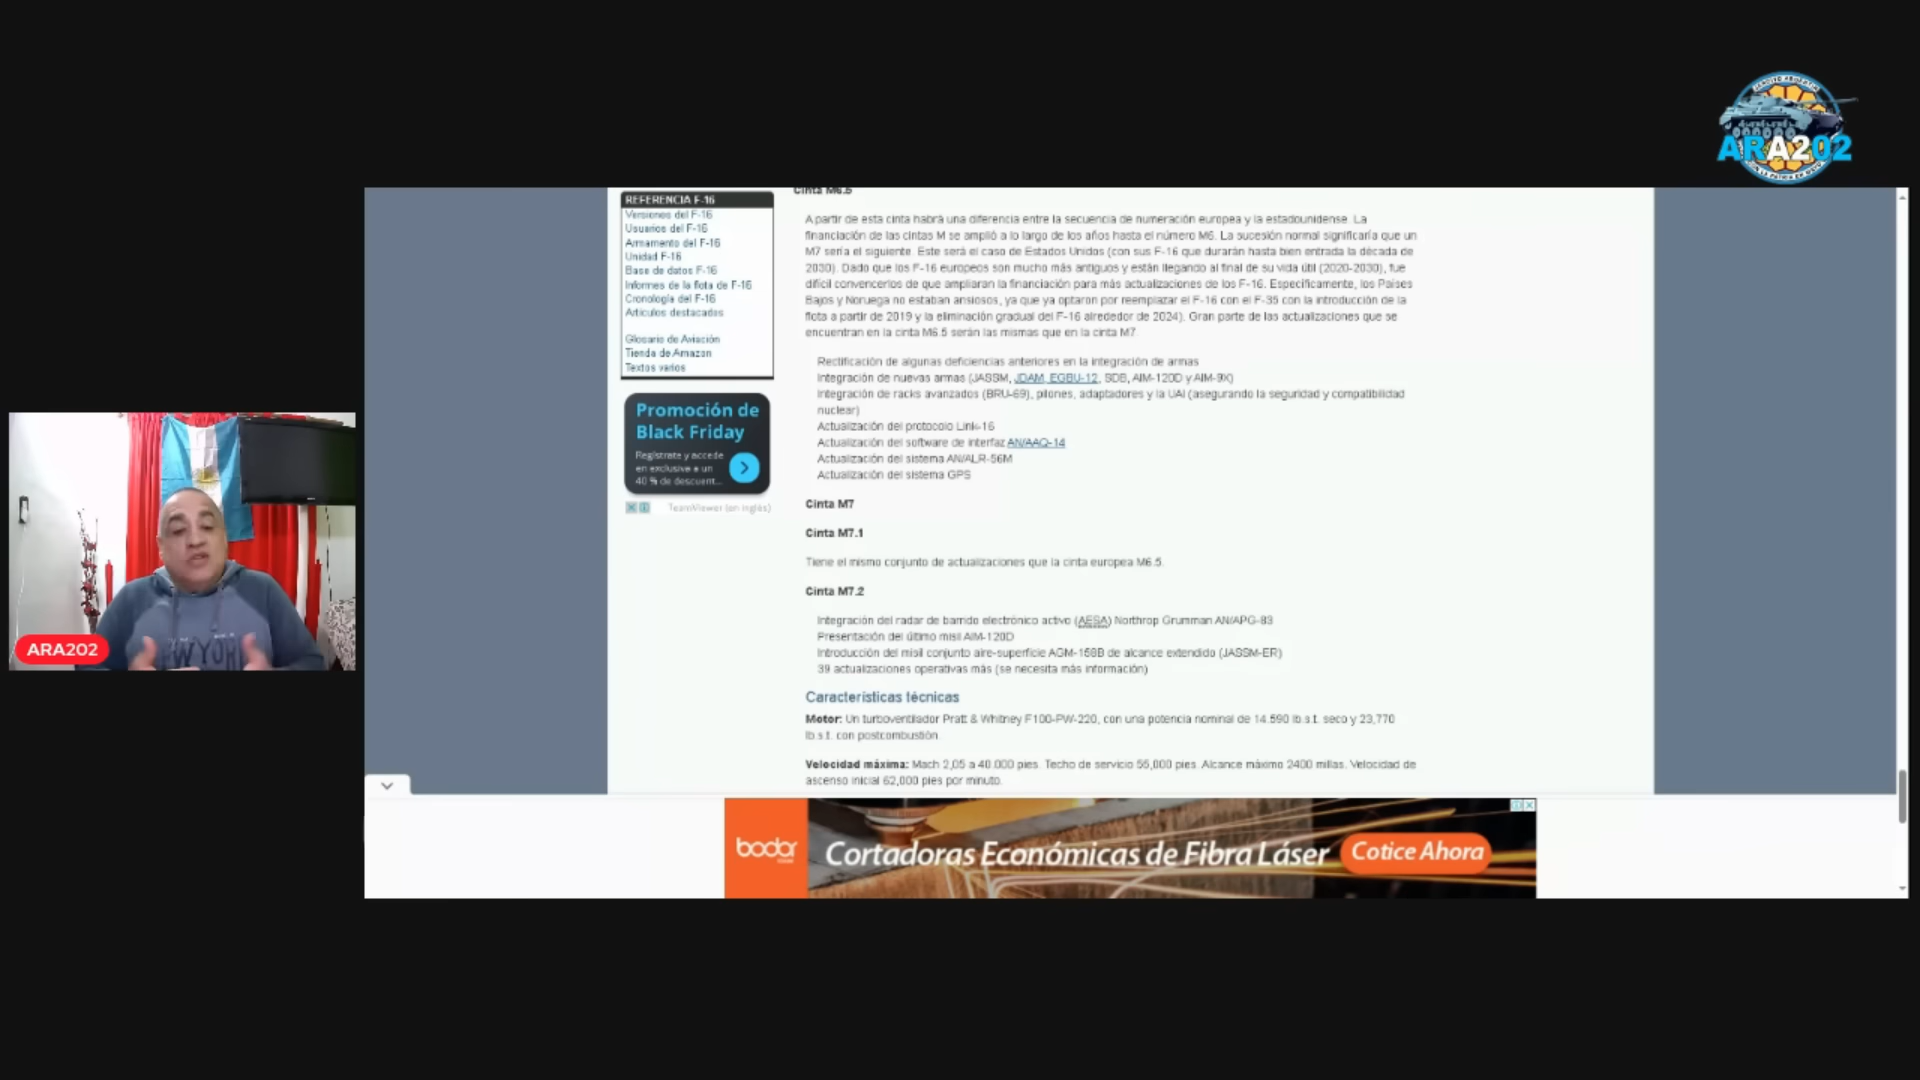 ARA202
Cinta M6.5
REFERENCIA F-16
Versiones del F-16
Usuarios del F-16
Armamento del F-16
Unidad F-16
Base de datos F-16
Informes de la flota de F-16
Cronología del F-16
Artículos destacados
Glosario de Aviación
Tienda de Amazon
Textos varios
Promoción de
Black Friday
Regístrate y accede
en exclusive a un
40 % de descuent...
TeamViewer (en inglés)
A partir de esta cinta habrá una diferencia entre la secuencia de numeración europea y la estadounidense. La
financiación de las cintas M se amplió a lo largo de los años hasta el número M6. La sucesión normal significaría que un
M7 sería el siguiente. Este será el caso de Estados Unidos (con sus F-16 que durarán hasta bien entrada la década de
2030). Dado que los F-16 europeos son mucho más antiguos y están llegando al final de su vida útil (2020-2030), fue
difícil convencerlos de que ampliaran la financiación para más actualizaciones de los F-16. Específicamente, los Países
Bajos y Noruega no estaban ansiosos, ya que ya optaron por reemplazar el F-16 con el F-35 con la introducción de la
flota a partir de 2019 y la eliminación gradual del F-16 alrededor de 2024). Gran parte de las actualizaciones que se
encuentran en la cinta M6.5 serán las mismas que en la cinta M7.
Rectificación de algunas deficiencias anteriores en la integración de armas
Integración de nuevas armas (JASSM, JDAM, EGBU-12, SDB, AIM-120D y AIM-9X)
Integración de racks avanzados (BRU-69), pilones, adaptadores y la UAI (asegurando la seguridad y compatibilidad
nuclear)
Actualización del protocolo Link-16
Actualización del software de interfaz AN/AAQ-14
Actualización del sistema AN/ALR-56M
Actualización del sistema GPS
Cinta M7
Cinta M7.1
Tiene el mismo conjunto de actualizaciones que la cinta europea M6.5.
Cinta M7.2
Integración del radar de barrido electrónico activo (AESA) Northrop Grumman AN/APG-83
Presentación del último misil AIM-120D
Introducción del misil conjunto aire-superficie AGM-158B de alcance extendido (JASSM-ER)
39 actualizaciones operativas más (se necesita más información)
Características técnicas
Motor: Un turboventilador Pratt & Whitney F100-PW-220, con una potencia nominal de 14.590 lb.s.t. seco y 23,770
lb.s.t. con postcombustión.
Velocidad máxima: Mach 2,05 a 40.000 pies. Techo de servicio 55,000 pies. Alcance máximo 2400 millas. Velocidad de
ascenso inicial 62,000 pies por minuto.
ARA202
bodor
Cortadoras Económicas de Fibra Láser
Cotice Ahora